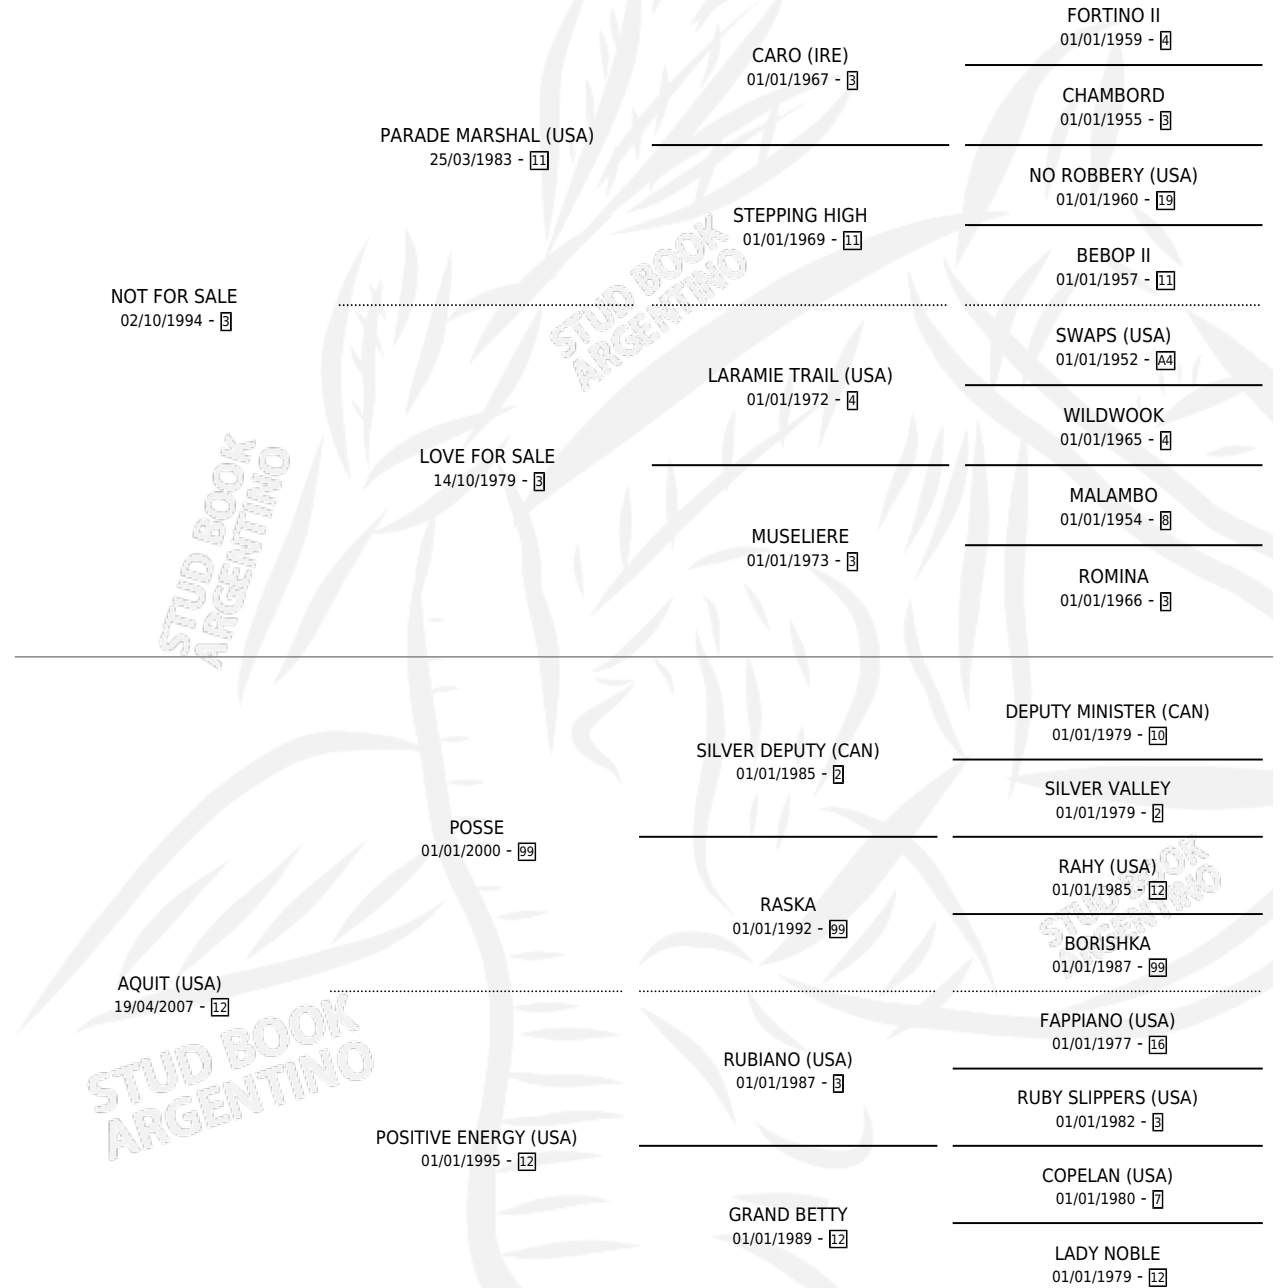 FORTINO II
01/01/1959 - 4
CARO (IRE)
01/01/1967 - 3
CHAMBORD
01/01/1955 - 3
PARADE MARSHAL (USA)
25/03/1983 - 11
NO ROBBERY (USA)
01/01/1960 - 19
STEPPING HIGH
01/01/1969 - 11
BEBOP II
01/01/1957 - 11
NOT FOR SALE
02/10/1994 - 3
SWAPS (USA)
01/01/1952 - A4
LARAMIE TRAIL (USA)
01/01/1972 - 4
WILDWOOK
01/01/1965 - 4
LOVE FOR SALE
14/10/1979 - 3
MALAMBO
01/01/1954 - 8
MUSELIERE
01/01/1973 - 3
ROMINA
01/01/1966 - 3
STUD BOOK
ARGENTINO
STUD BOOK
ARGENTINO
DEPUTY MINISTER (CAN)
01/01/1979 - 10
SILVER DEPUTY (CAN)
01/01/1985 - 2
SILVER VALLEY
01/01/1979 - 2
POSSE
01/01/2000 - 99
RAHY (USA)
01/01/1985 - 12
RASKA
01/01/1992 - 99
BORISHKA
01/01/1987 - 99
AQUIT (USA)
19/04/2007 - 12
FAPPIANO (USA)
01/01/1977 - 16
RUBIANO (USA)
01/01/1987 - 3
RUBY SLIPPERS (USA)
01/01/1982 - 3
POSITIVE ENERGY (USA)
01/01/1995 - 12
COPELAN (USA)
01/01/1980 - 7
GRAND BETTY
01/01/1989 - 12
LADY NOBLE
01/01/1979 - 12
STUD BOOK
ARGENTINO
STUD BOOK
ARGENTINO